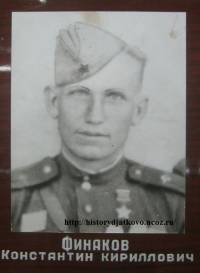 http://historydjatkovo.ucoz.ru
ФИНАКОВ
КОНСТАНТИН КИРИЛЛОВИЧ